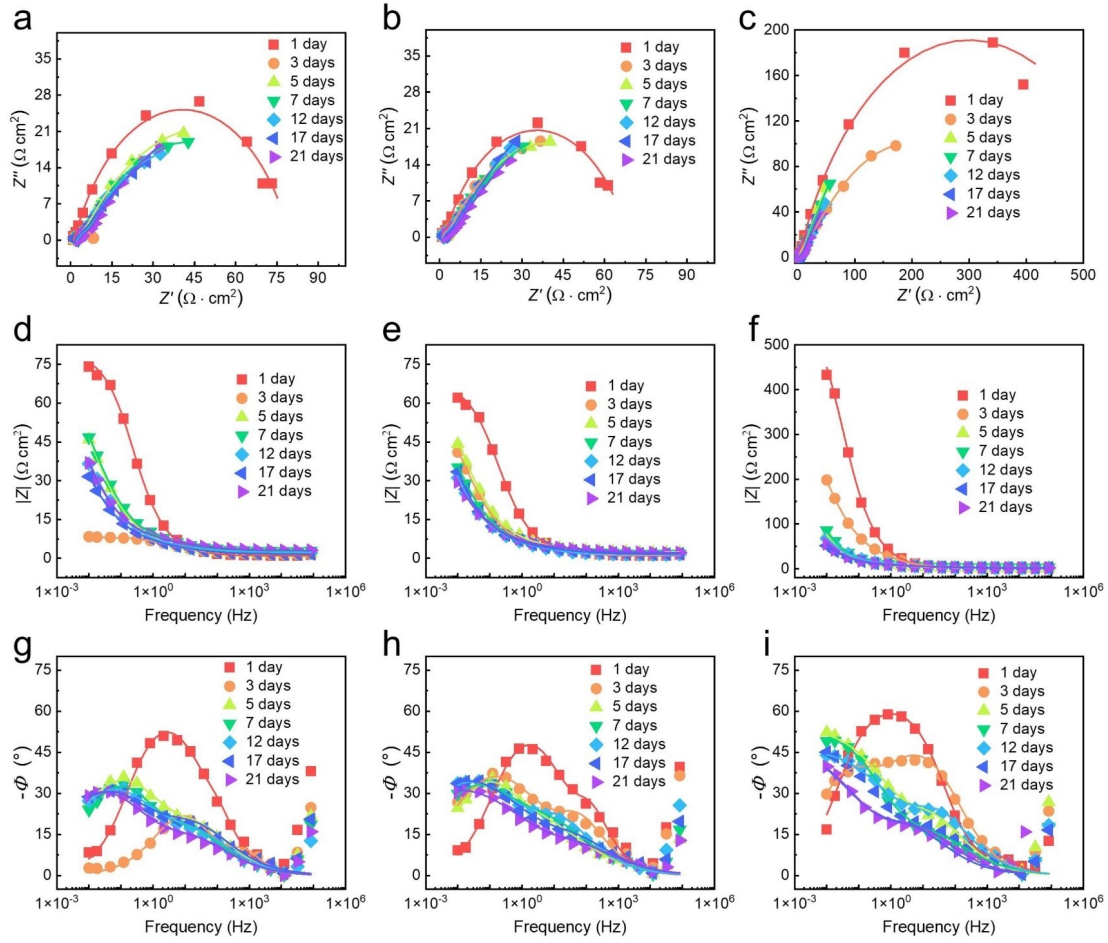 a
35
28
21
14
7
0
Z″ (Ω cm²)
0 15 30 45 60 75 90
Z′ (Ω · cm²)
1 day
3 days
5 days
7 days
12 days
17 days
21 days
b
35
28
21
14
7
0
Z″ (Ω cm²)
0 15 30 45 60 75 90
Z′ (Ω · cm²)
1 day
3 days
5 days
7 days
12 days
17 days
21 days
c
200
160
120
80
40
0
Z″ (Ω cm²)
0 100 200 300 400 500
Z′ (Ω · cm²)
1 day
3 days
5 days
7 days
12 days
17 days
21 days
d
75
60
45
30
15
0
|Z| (Ω cm²)
1×10⁻³ 1×10⁰ 1×10³ 1×10⁶
Frequency (Hz)
1 day
3 days
5 days
7 days
12 days
17 days
21 days
e
75
60
45
30
15
0
|Z| (Ω cm²)
1×10⁻³ 1×10⁰ 1×10³ 1×10⁶
Frequency (Hz)
1 day
3 days
5 days
7 days
12 days
17 days
21 days
f
500
400
300
200
100
0
|Z| (Ω cm²)
1×10⁻³ 1×10⁰ 1×10³ 1×10⁶
Frequency (Hz)
1 day
3 days
5 days
7 days
12 days
17 days
21 days
g
75
60
45
30
15
0
-Φ (°)
1×10⁻³ 1×10⁰ 1×10³ 1×10⁶
Frequency (Hz)
1 day
3 days
5 days
7 days
12 days
17 days
21 days
h
75
60
45
30
15
0
-Φ (°)
1×10⁻³ 1×10⁰ 1×10³ 1×10⁶
Frequency (Hz)
1 day
3 days
5 days
7 days
12 days
17 days
21 days
i
75
60
45
30
15
0
-Φ (°)
1×10⁻³ 1×10⁰ 1×10³ 1×10⁶
Frequency (Hz)
1 day
3 days
5 days
7 days
12 days
17 days
21 days